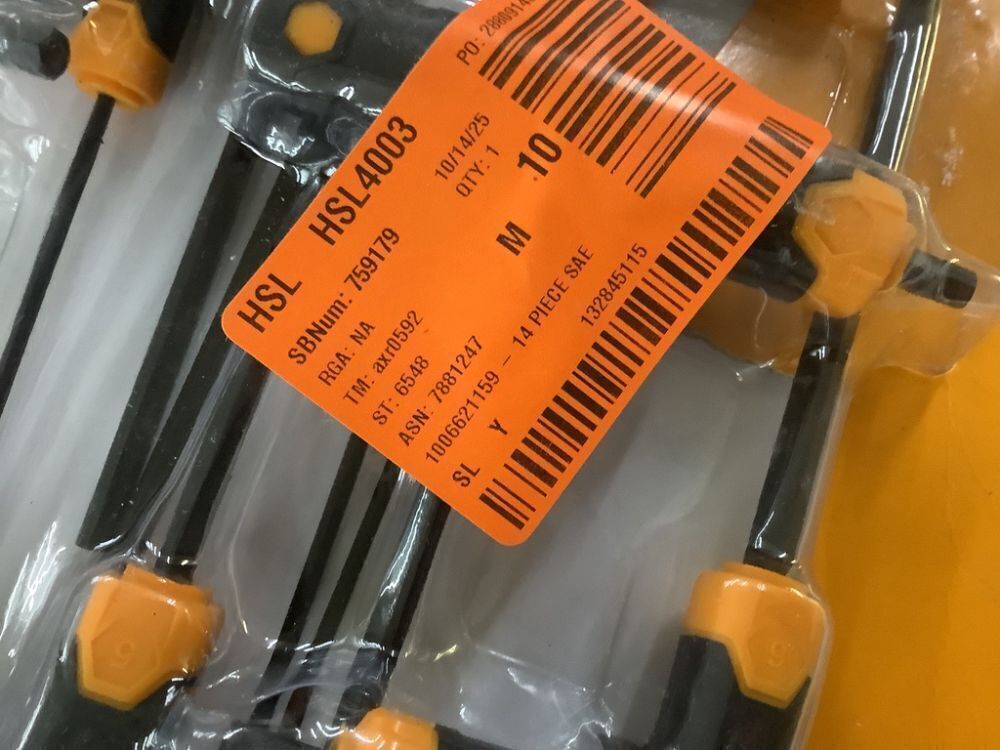 HSL HSL4003
SBNum: 759179
RGA: NA
10/14/25
QTY: 1
TM: axr0592
ST: 6548
M .10
ASN: 7881247
1006621159 – 14 PIECE SAE
SL Y 132845115
PO:
5